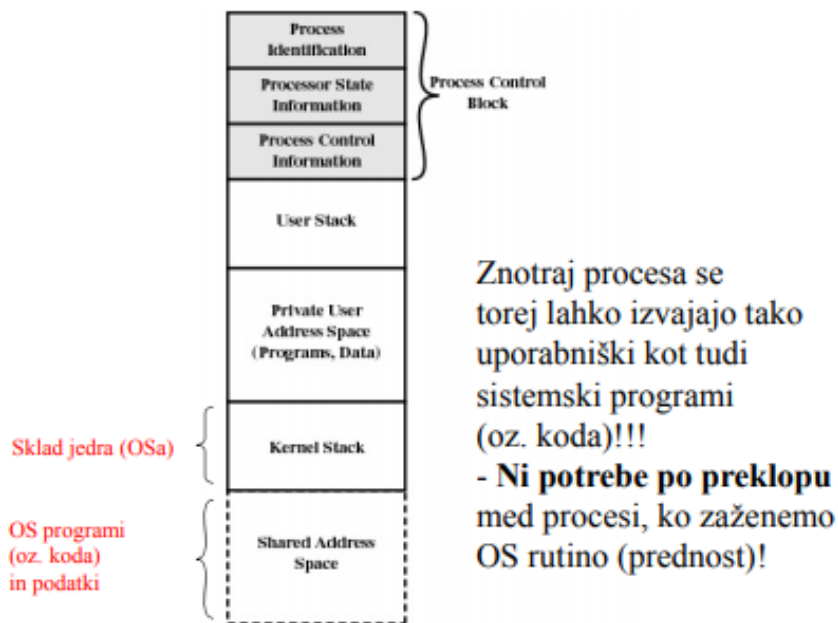 Process
Identification
Processor State
Information
Process Control
Information
Process Control
Block
User Stack
Private User
Address Space
(Programs, Data)
Sklad jedra (OSa)
Kernel Stack
OS programi
(oz. koda)
in podatki
Shared Address
Space
Znotraj procesa se
torej lahko izvajajo tako
uporabniški kot tudi
sistemski programi
(oz. koda)!!!
- Ni potrebe po preklopu
med procesi, ko zaženemo
OS rutino (prednost)!